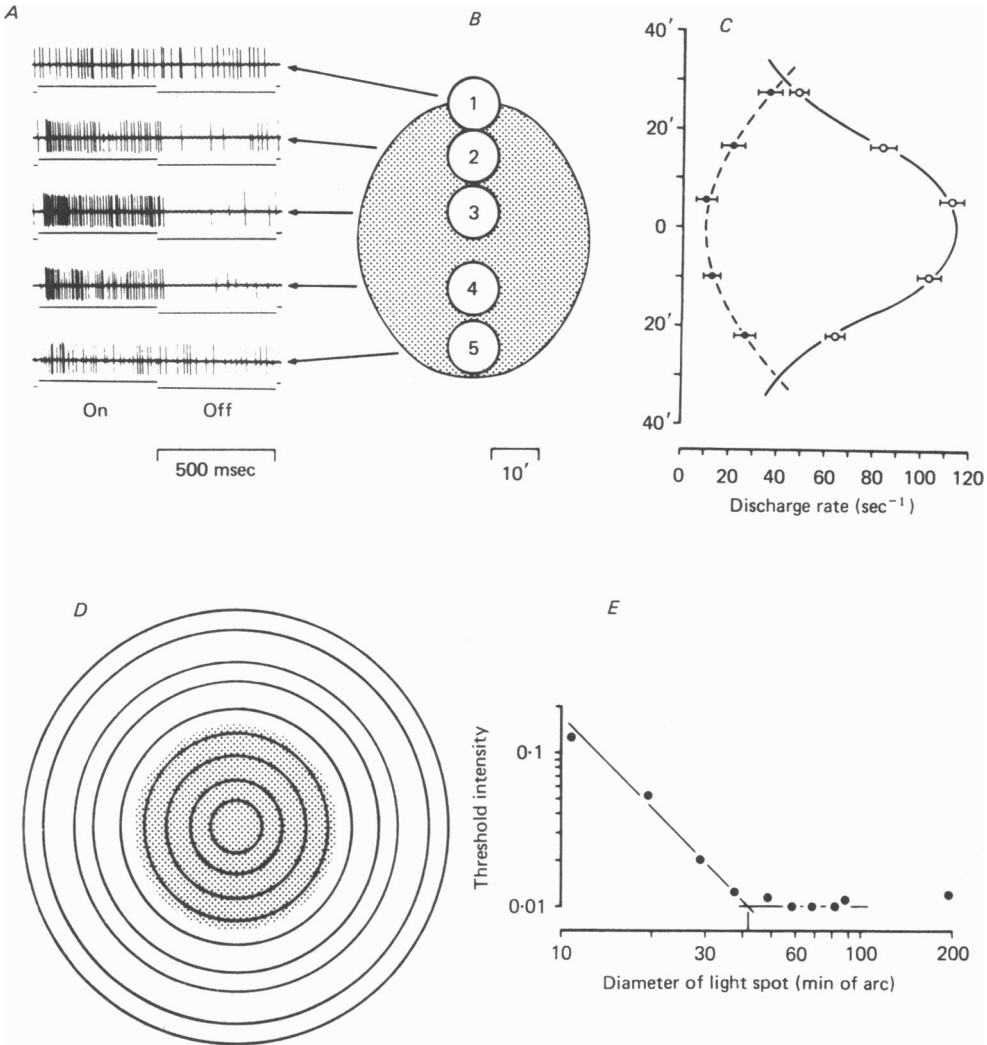 A
B
1
2
3
4
5
On Off
500 msec
10′
C
40′
20′
0
20′
40′
0 20 40 60 80 100 120
Discharge rate (sec⁻¹)
D
E
Threshold intensity
0·1
0·01
10 30 60 100 200
Diameter of light spot (min of arc)